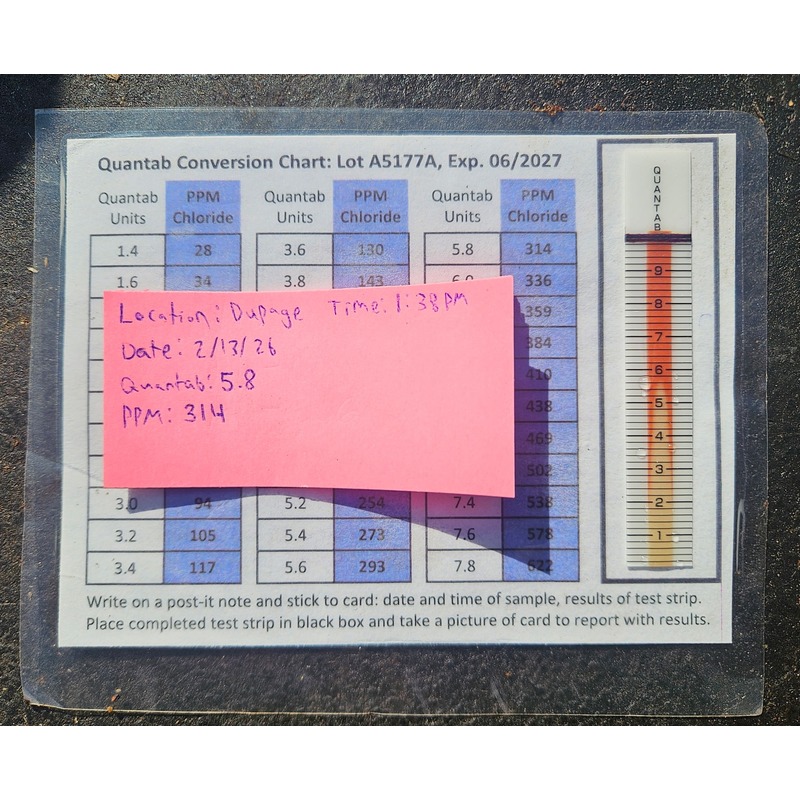 Quantab Conversion Chart: Lot A5177A, Exp. 06/2027
Quantab Units PPM Chloride Quantab Units PPM Chloride Quantab Units PPM Chloride
1.4 28 3.6 130 5.8 314
1.6 34 3.8 143 6.0 336
359
384
410
438
469
502
3.0 94 5.2 254 7.4 538
3.2 105 5.4 273 7.6 578
3.4 117 5.6 293 7.8 622
Location: Dupage Time: 1:38PM
Date: 2/13/26
Quantab: 5.8
PPM: 314
QUANTAB
9
8
7
6
5
4
3
2
1
Write on a post-it note and stick to card: date and time of sample, results of test strip.
Place completed test strip in black box and take a picture of card to report with results.